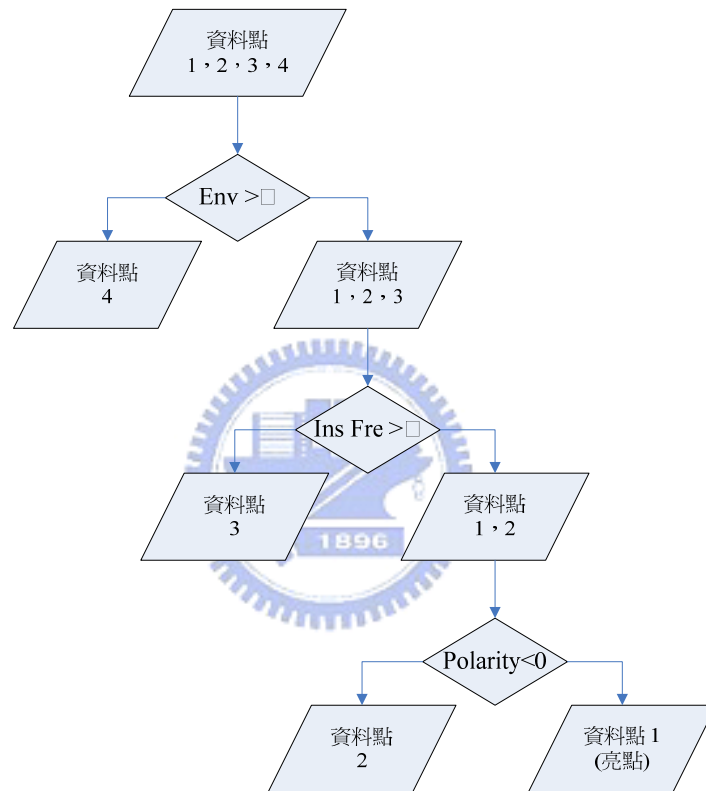 資料點
1，2，3，4
Env >□
資料點
4
資料點
1，2，3
Ins Fre >□
資料點
3
資料點
1，2
1896
Polarity<0
資料點
2
資料點 1
(亮點)